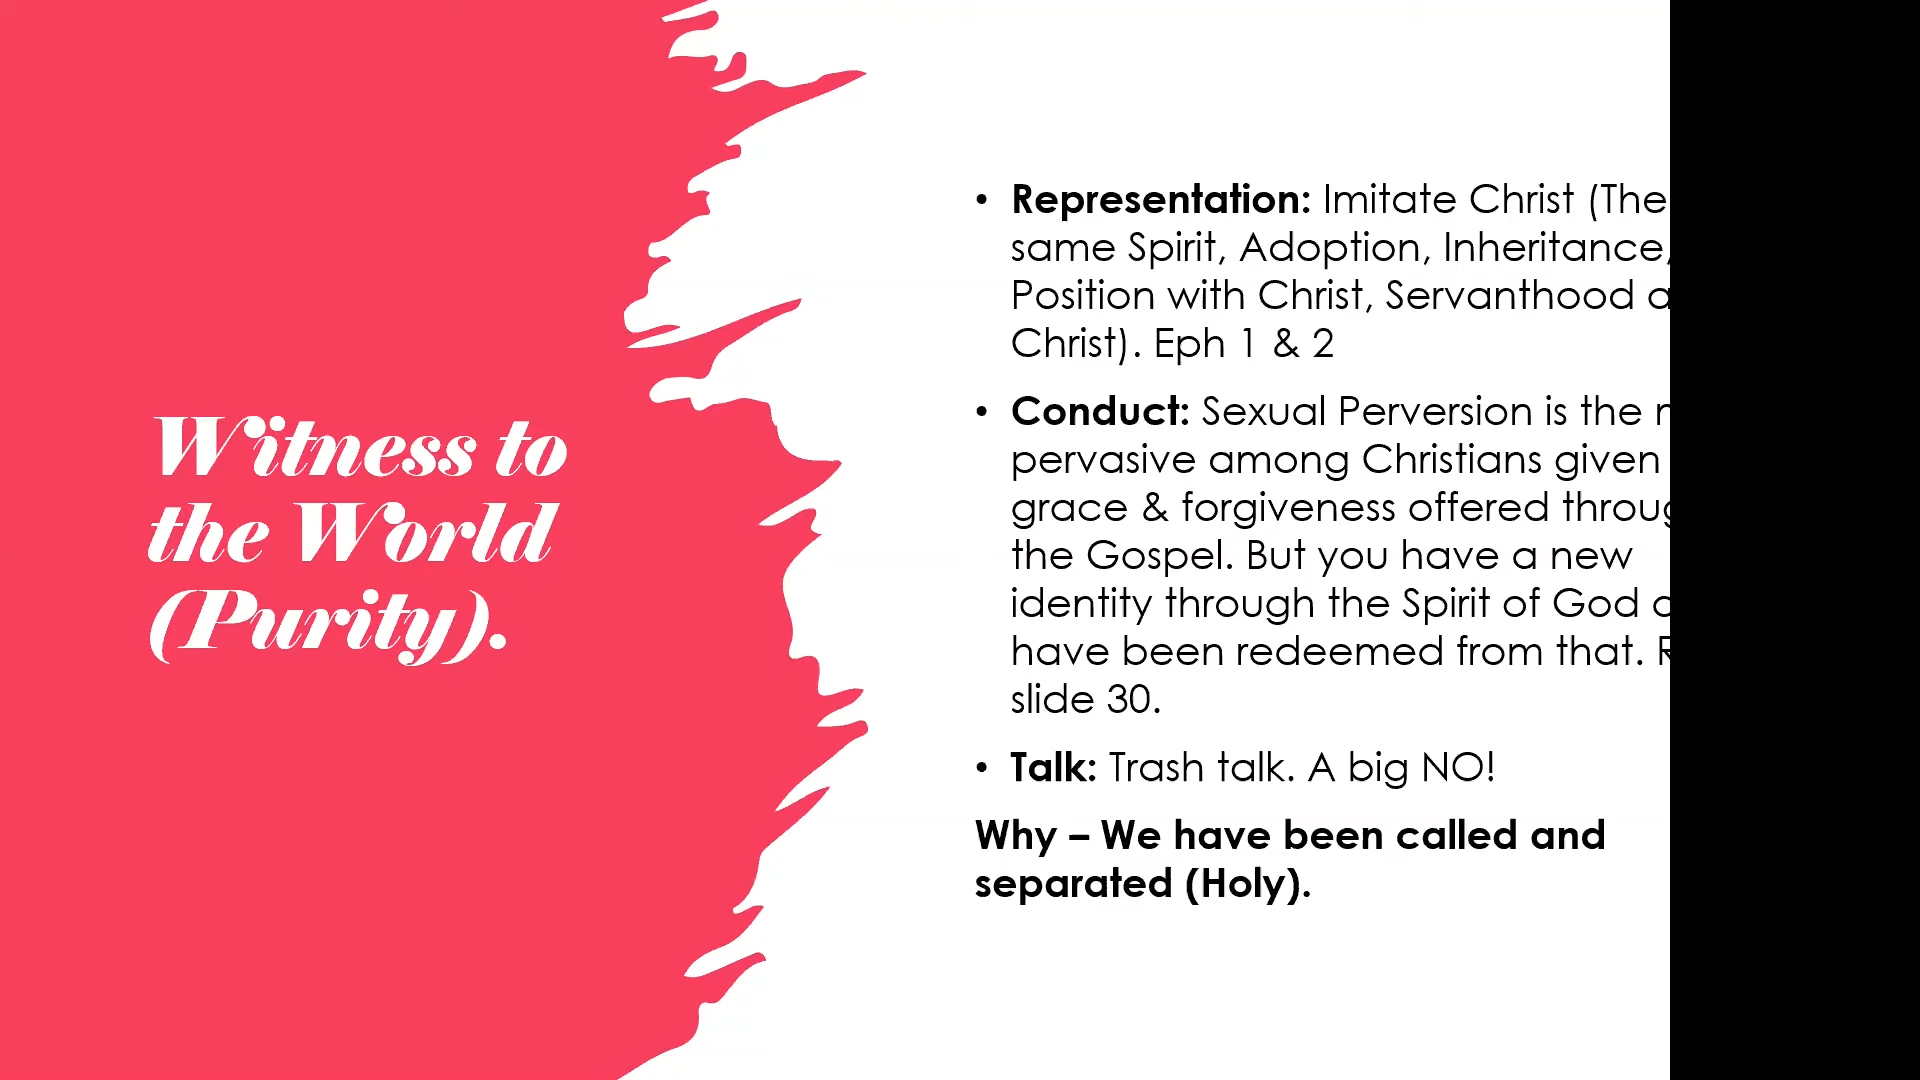 Witness to
the World
(Purity).
• Representation: Imitate Christ (The
same Spirit, Adoption, Inheritance,
Position with Christ, Servanthood
Christ). Eph 1 & 2
• Conduct: Sexual Perversion is the
pervasive among Christians given
grace & forgiveness offered
the Gospel. But you have a new
identity through the Spirit of God
have been redeemed from that.
slide 30.
• Talk: Trash talk. A big NO!
Why – We have been called and
separated (Holy).